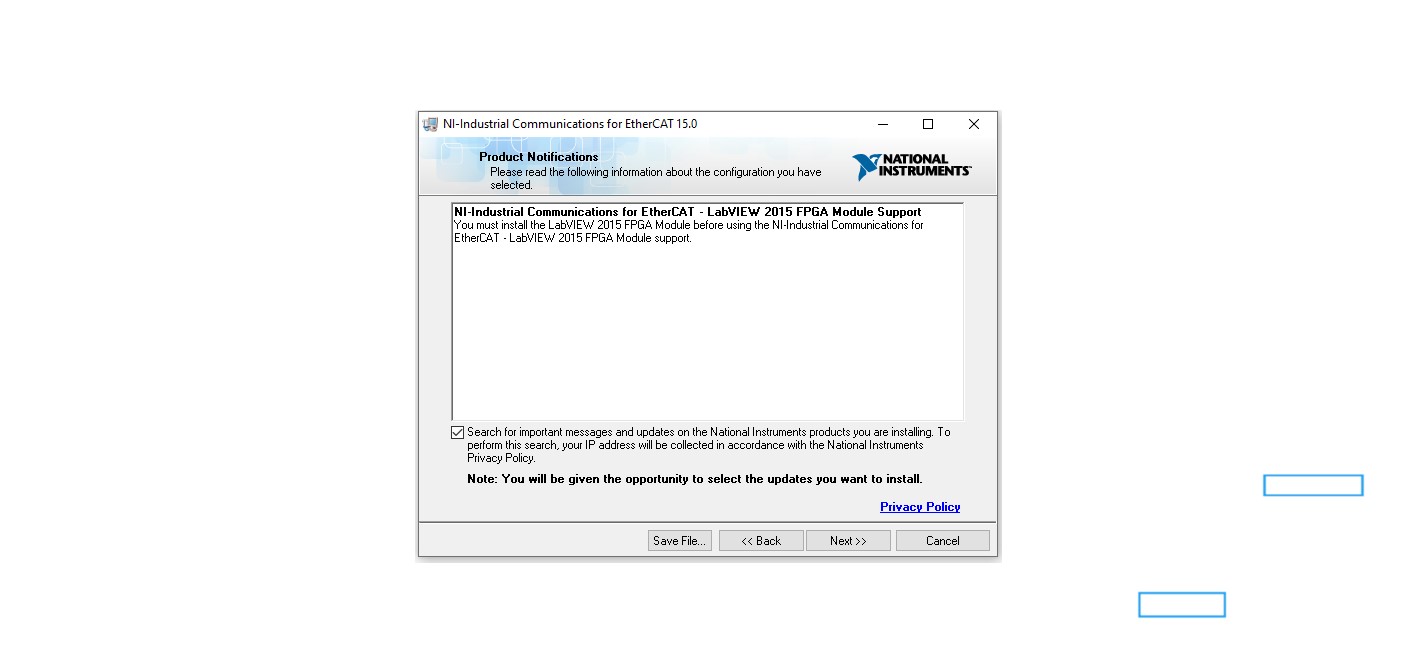 NI-Industrial Communications for EtherCAT 15.0
Product Notifications
Please read the following information about the configuration you have
selected.
NATIONAL
INSTRUMENTS™
NI-Industrial Communications for EtherCAT - LabVIEW 2015 FPGA Module Support
You must install the LabVIEW 2015 FPGA Module before using the NI-Industrial Communications for
EtherCAT - LabVIEW 2015 FPGA Module support.
Search for important messages and updates on the National Instruments products you are installing. To
perform this search, your IP address will be collected in accordance with the National Instruments
Privacy Policy.
Note: You will be given the opportunity to select the updates you want to install.
Privacy Policy
Save File...
<< Back
Next >>
Cancel